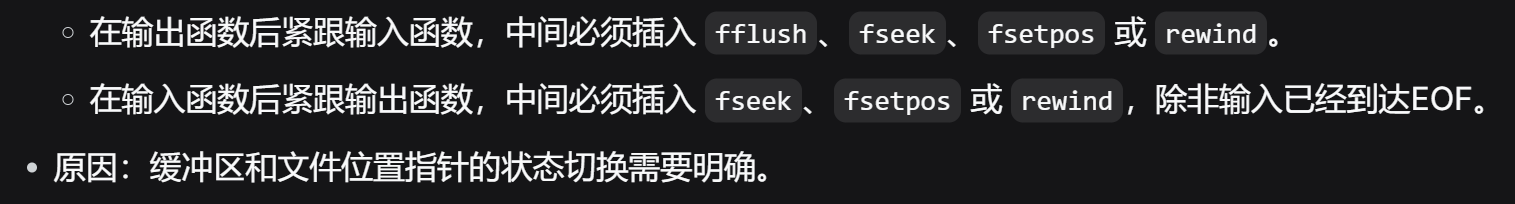 在输出函数后紧跟输入函数，中间必须插入 fflush、fseek、fsetpos 或 rewind。
在输入函数后紧跟输出函数，中间必须插入 fseek、fsetpos 或 rewind，除非输入已经到达EOF。
原因：缓冲区和文件位置指针的状态切换需要明确。